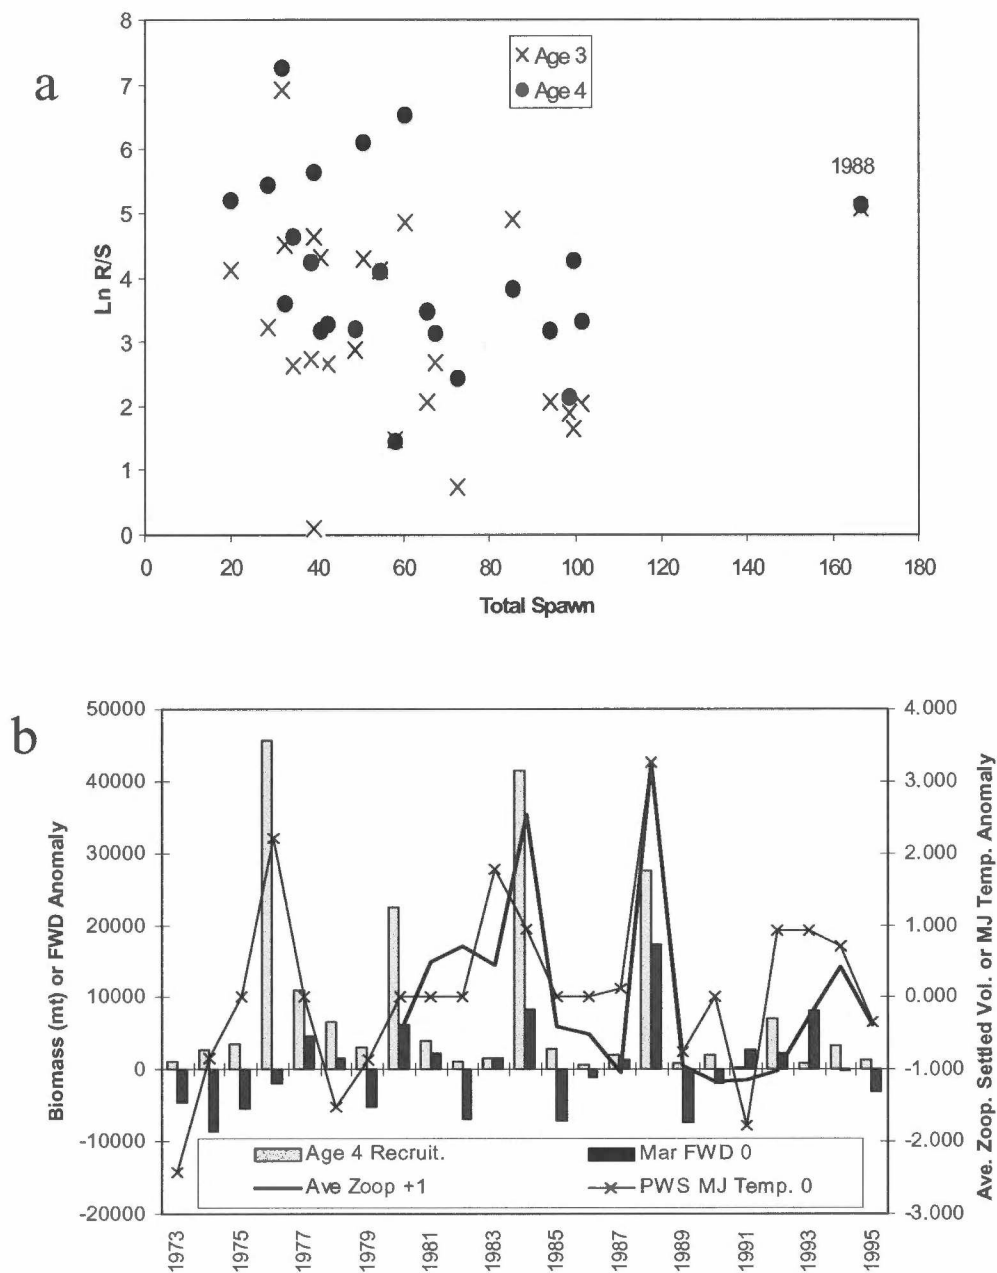 a
8
7
6
5
4
3
2
1
0
Ln R/S
× Age 3
● Age 4
1988
0 20 40 60 80 100 120 140 160 180
Total Spawn
b
50000
40000
30000
20000
10000
0
-10000
-20000
Biomass (mt) or FWD Anomaly
4.000
3.000
2.000
1.000
0.000
-1.000
-2.000
-3.000
Ave. Zoop. Settled Vol. or MJ Temp. Anomaly
Age 4 Recruit. Mar FWD 0
Ave Zoop +1 PWS MJ Temp. 0
1973 1975 1977 1979 1981 1983 1985 1987 1989 1991 1993 1995